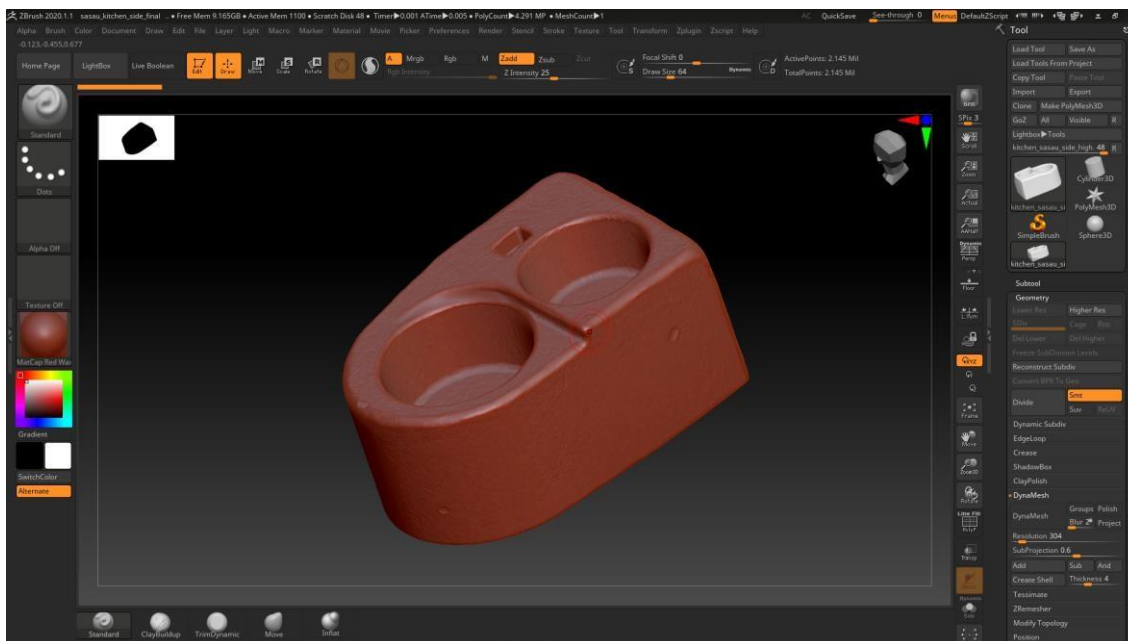 ZBrush 2020.1.1 sasau_kitchen_side_final ... • Free Mem 9.165GB • Active Mem 1100 • Scratch Disk 48 • Timer▶0.001 ATime▶0.005 • PolyCount▶4.291 MP • MeshCount▶1
AC QuickSave See-through 0 Menus DefaultZScript
Alpha Brush Color Document Draw Edit File Layer Light Macro Marker Material Movie Picker Preferences Render Stencil Stroke Texture Tool Transform Zplugin Zscript Help
-0.123,-0.455,0.677
Home Page LightBox Live Boolean Edit Draw Move Scale Rotate
A Mrgb Rgb M Zadd Zsub Zcut
Rgb Intensity Z Intensity 25
Focal Shift 0
Draw Size 64 Dynamic
ActivePoints: 2.145 Mil
TotalPoints: 2.145 Mil
Standard
Dots
Alpha Off
Texture Off
MatCap Red Wax
Gradient
SwitchColor
Alternate
BPR
SPix 3
Scroll
Zoom
Actual
AAHalf
Dynamic
Persp
Floor
L.Sym
XYZ
Frame
Move
Zoom3D
Rotate
Line Fill
PolyF
Transp
Dynamic
Solo
Tool
Load Tool Save As
Load Tools From Project
Copy Tool Paste Tool
Import Export
Clone Make PolyMesh3D
GoZ All Visible R
Lightbox▶Tools
kitchen_sasau_side_high. 48 R
kitchen_sasau_si Cylinder3D
PolyMesh3D
SimpleBrush Sphere3D
kitchen_sasau_si
Subtool
Geometry
Lower Res Higher Res
SDiv Cage Rstr
Del Lower Del Higher
Freeze SubDivision Levels
Reconstruct Subdiv
Convert BPR To Geo
Divide Smt
Suv ReUV
Dynamic Subdiv
EdgeLoop
Crease
ShadowBox
ClayPolish
DynaMesh
DynaMesh Groups Polish
Blur 2 Project
Resolution 304
SubProjection 0.6
Add Sub And
Create Shell Thickness 4
Tessimate
ZRemesher
Modify Topology
Position
Standard ClayBuildup TrimDynamic Move Inflat